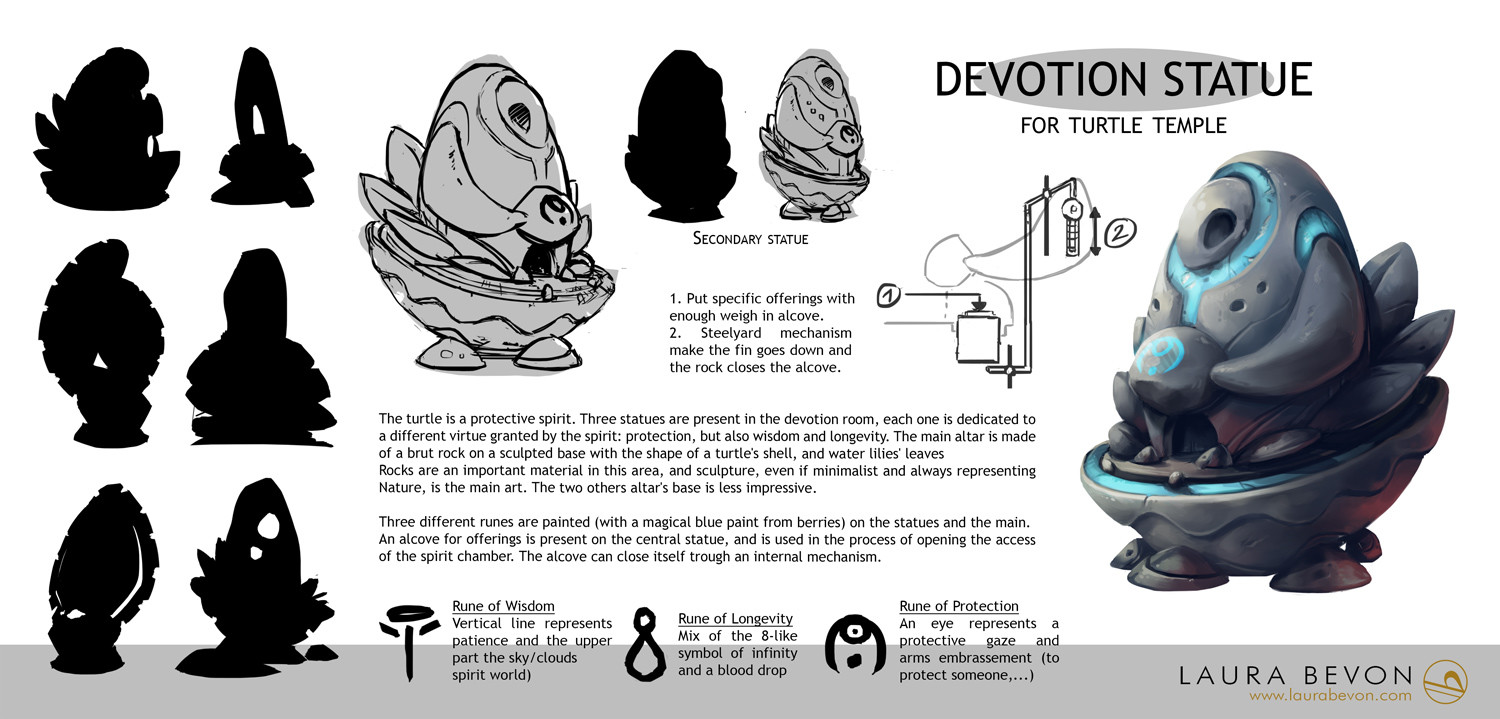 DEVOTION STATUE
FOR TURTLE TEMPLE
SECONDARY STATUE
1. Put specific offerings with
enough weigh in alcove.
2. Steelyard mechanism
make the fin goes down and
the rock closes the alcove.
1
2
The turtle is a protective spirit. Three statues are present in the devotion room, each one is dedicated to
a different virtue granted by the spirit: protection, but also wisdom and longevity. The main altar is made
of a brut rock on a sculpted base with the shape of a turtle's shell, and water lilies' leaves
Rocks are an important material in this area, and sculpture, even if minimalist and always representing
Nature, is the main art. The two others altar's base is less impressive.
Three different runes are painted (with a magical blue paint from berries) on the statues and the main.
An alcove for offerings is present on the central statue, and is used in the process of opening the access
of the spirit chamber. The alcove can close itself trough an internal mechanism.
Rune of Wisdom
Vertical line represents
patience and the upper
part the sky/clouds
spirit world)
Rune of Longevity
Mix of the 8-like
symbol of infinity
and a blood drop
Rune of Protection
An eye represents a
protective gaze and
arms embrassement (to
protect someone,...)
LAURA BEVON
www.laurabevon.com